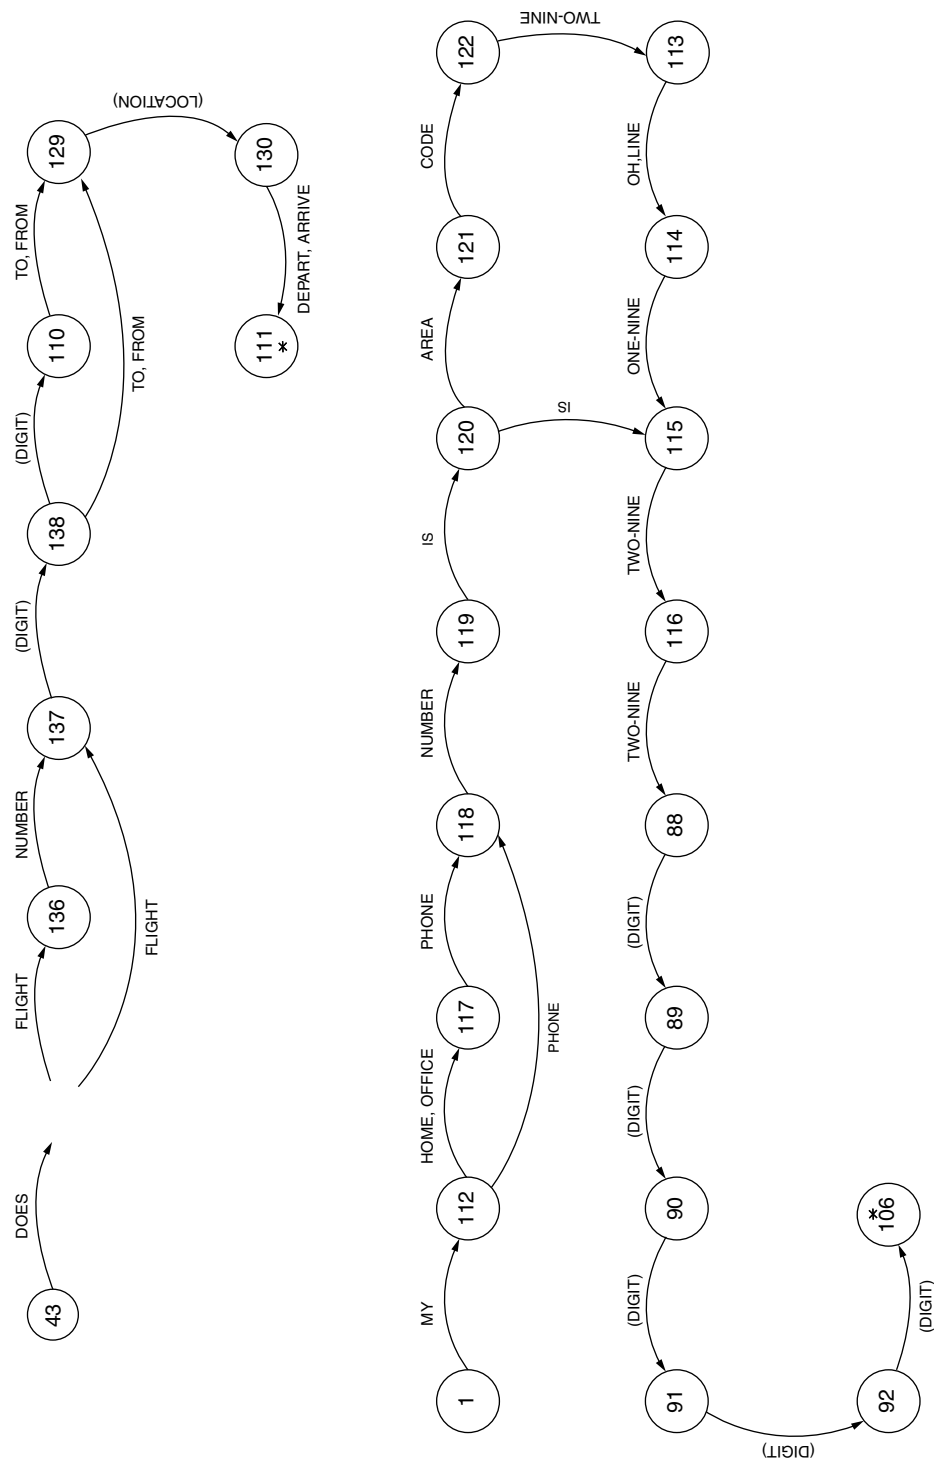 DOES
FLIGHT
NUMBER
(DIGIT)
(DIGIT)
TO, FROM
43
136
137
138
110
129
FLIGHT
TO, FROM
(LOCATION)
111
*
130
DEPART, ARRIVE
MY
HOME, OFFICE
PHONE
NUMBER
IS
AREA
CODE
1
112
117
118
119
120
121
122
PHONE
IS
TWO-NINE
(DIGIT)
(DIGIT)
(DIGIT)
TWO-NINE
TWO-NINE
ONE-NINE
OH,LINE
91
90
89
88
116
115
114
113
(DIGIT)
92
*
106
(DIGIT)